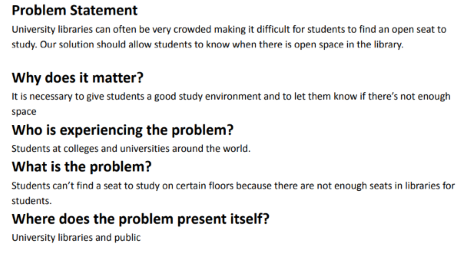 Problem Statement
University libraries can often be very crowded making it difficult for students to find an open seat to
study. Our solution should allow students to know when there is open space in the library.
Why does it matter?
It is necessary to give students a good study environment and to let them know if there's not enough
space
Who is experiencing the problem?
Students at colleges and universities around the world.
What is the problem?
Students can't find a seat to study on certain floors because there are not enough seats in libraries for
students.
Where does the problem present itself?
University libraries and public